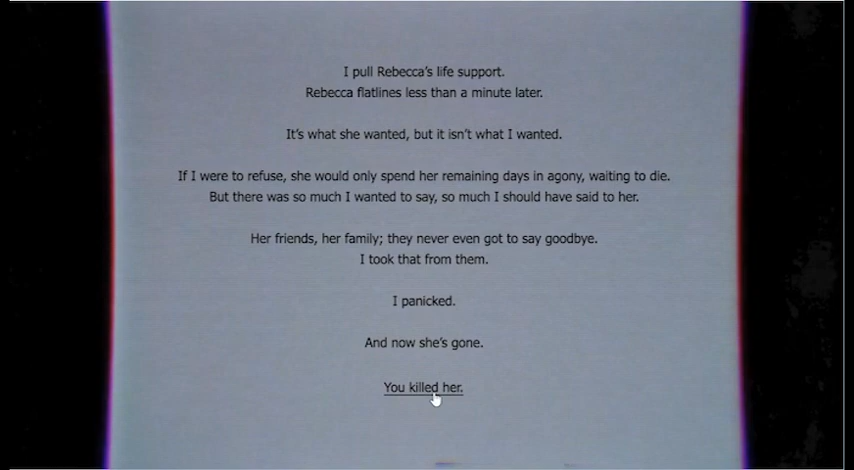 I pull Rebecca's life support.
Rebecca flatlines less than a minute later.
It's what she wanted, but it isn't what I wanted.
If I were to refuse, she would only spend her remaining days in agony, waiting to die.
But there was so much I wanted to say, so much I should have said to her.
Her friends, her family; they never even got to say goodbye.
I took that from them.
I panicked.
And now she's gone.
You killed her.